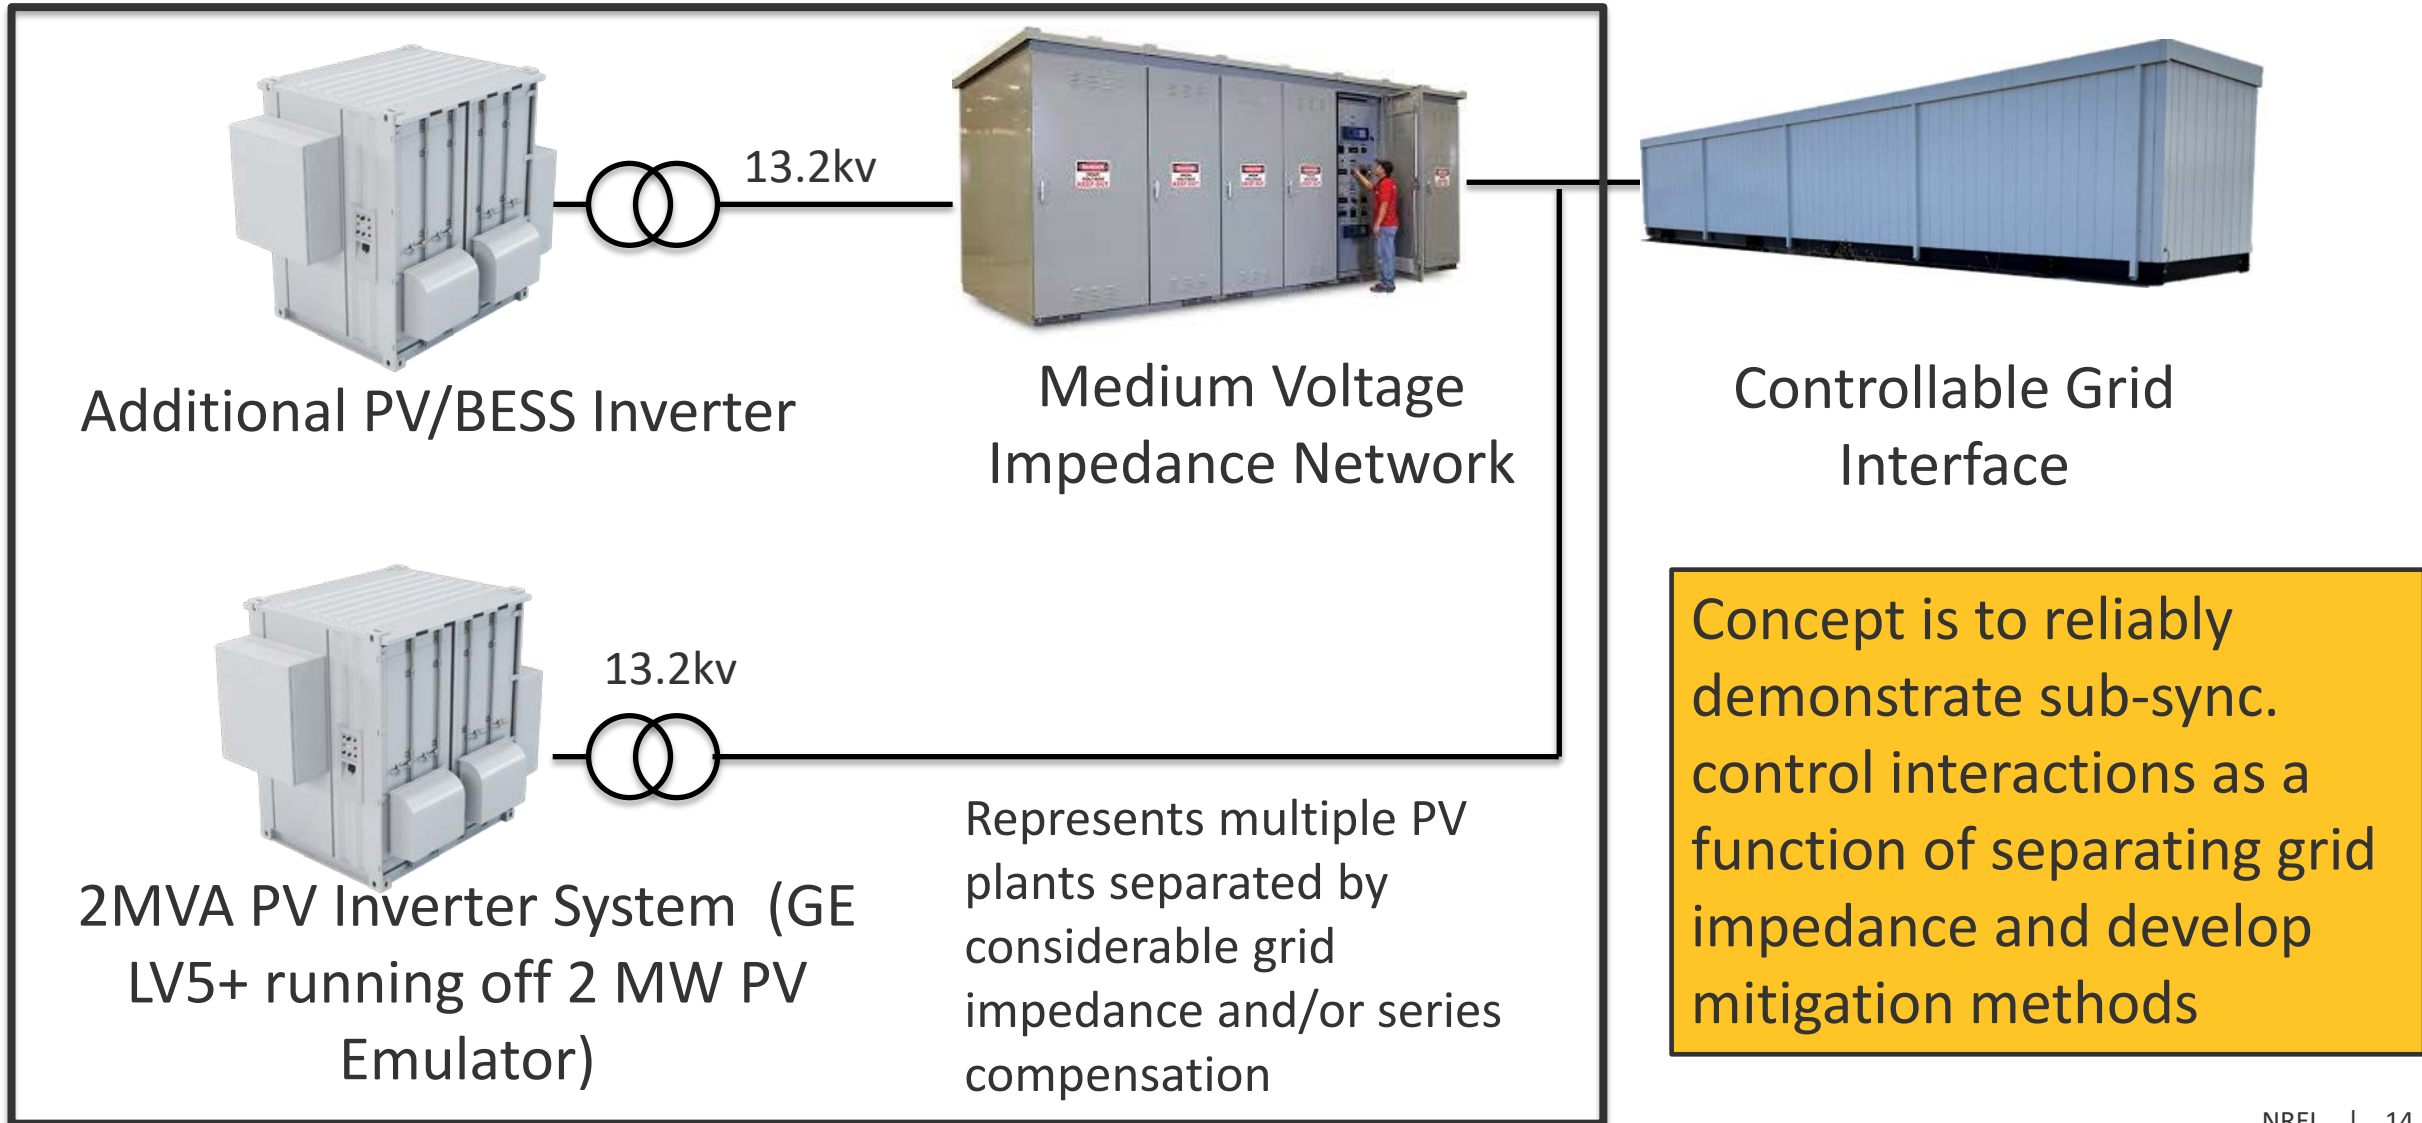 13.2kv
Additional PV/BESS Inverter
Medium Voltage
Impedance Network
Controllable Grid
Interface
13.2kv
2MVA PV Inverter System (GE
LV5+ running off 2 MW PV
Emulator)
Represents multiple PV
plants separated by
considerable grid
impedance and/or series
compensation
Concept is to reliably
demonstrate sub-sync.
control interactions as a
function of separating grid
impedance and develop
mitigation methods
NREL | 14